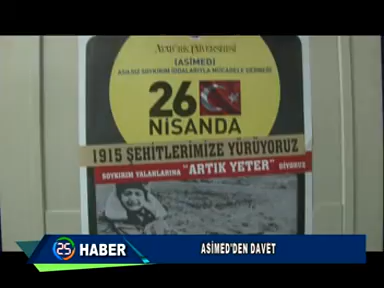 ATATÜRK ÜNİVERSİTESİ
(ASİMED)
ASILSIZ SOYKIRIM İDDALARIYLA MÜCADELE DERNEĞİ
26
NİSANDA
1915 ŞEHİTLERİMİZE YÜRÜYORUZ
SOYKIRIM YALANLARINA "ARTIK YETER" DİYORUZ
25 HABER
ASİMED'DEN DAVET